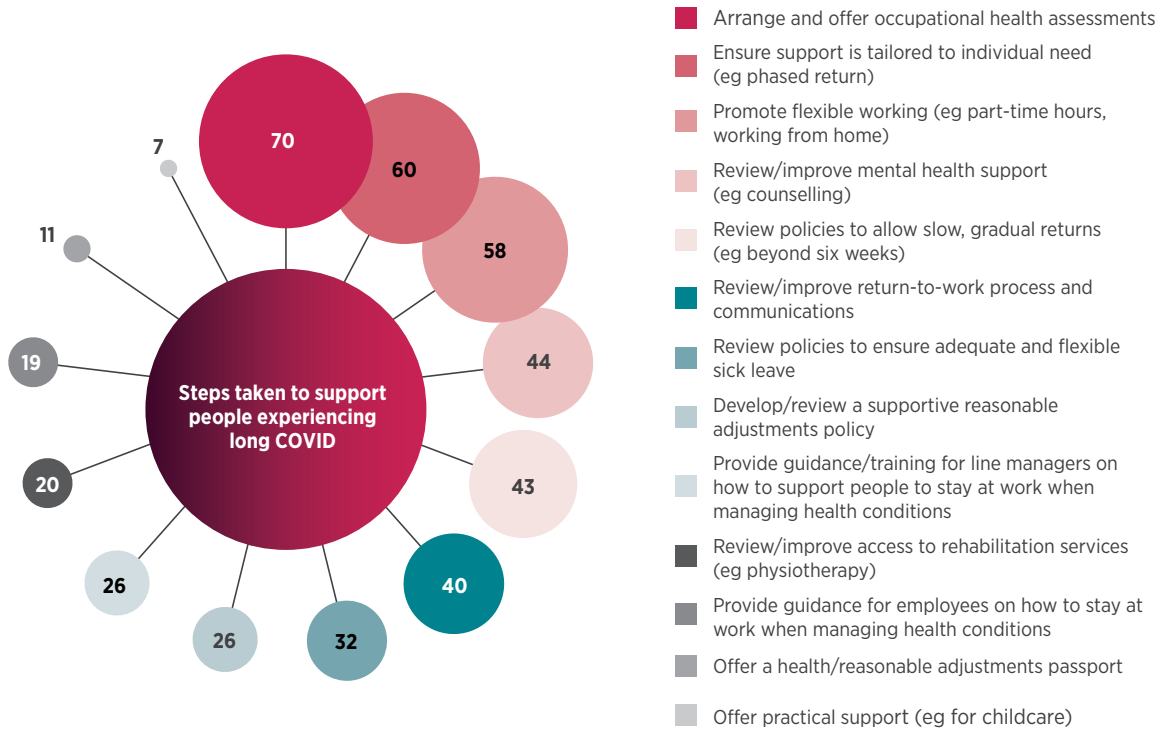 70
60
58
44
43
40
32
26
26
20
19
11
7
Steps taken to support
people experiencing
long COVID
Arrange and offer occupational health assessments
Ensure support is tailored to individual need
(eg phased return)
Promote flexible working (eg part-time hours,
working from home)
Review/improve mental health support
(eg counselling)
Review policies to allow slow, gradual returns
(eg beyond six weeks)
Review/improve return-to-work process and
communications
Review policies to ensure adequate and flexible
sick leave
Develop/review a supportive reasonable
adjustments policy
Provide guidance/training for line managers on
how to support people to stay at work when
managing health conditions
Review/improve access to rehabilitation services
(eg physiotherapy)
Provide guidance for employees on how to stay at
work when managing health conditions
Offer a health/reasonable adjustments passport
Offer practical support (eg for childcare)